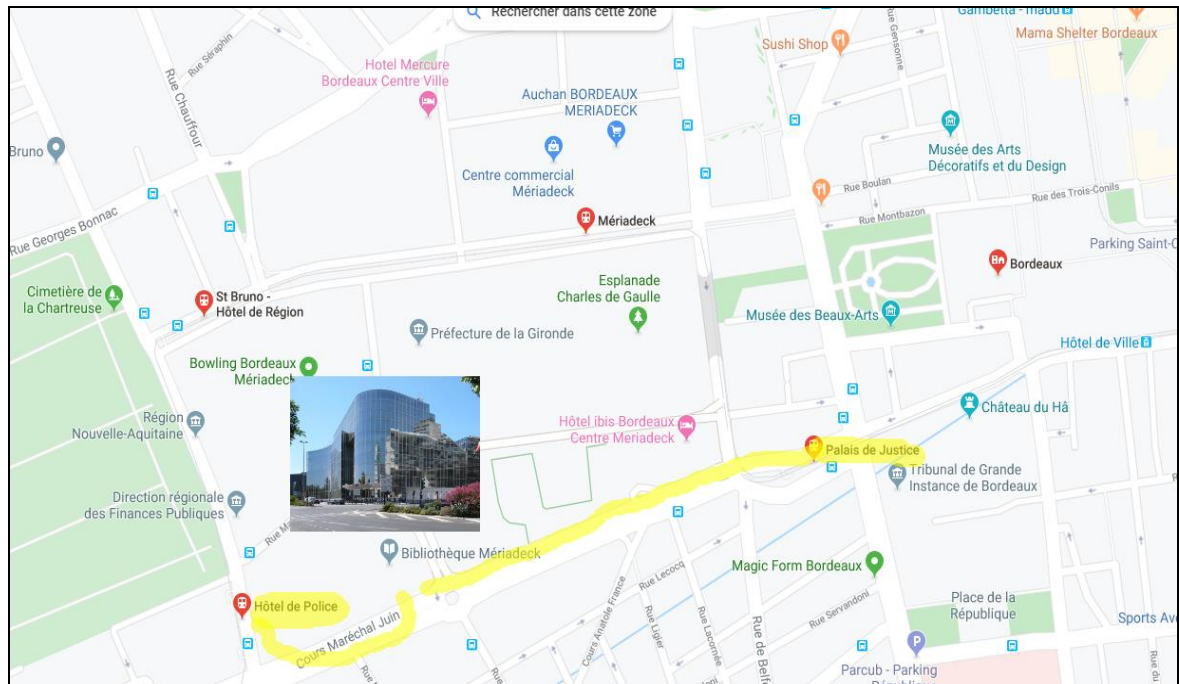 Rechercher dans cette zone
Gambetta - madd
Mama Shelter Bordeaux
Sushi Shop
Rue Gensonne
Rue Séraphin
Hotel Mercure
Bordeaux Centre Ville
Rue Chauffour
Auchan BORDEAUX
MERIADECK
Bruno
Centre commercial
Mériadeck
Musée des Arts
Décoratifs et du Design
Rue Boulan
Rue des Trois-Conils
Rue Montbazon
Rue Georges Bonnac
Mériadeck
Parking Saint-C
Bordeaux
Cimetière de
la Chartreuse
St Bruno -
Hôtel de Région
Esplanade
Charles de Gaulle
Préfecture de la Gironde
Musée des Beaux-Arts
Hôtel de Ville
Bowling Bordeaux
Mériadeck
Région
Nouvelle-Aquitaine
Hôtel ibis Bordeaux
Centre Meriadeck
Château du Hâ
Palais de Justice
Tribunal de Grande
Instance de Bordeaux
Direction régionale
des Finances Publiques
Rue
Bibliothèque Mériadeck
Magic Form Bordeaux
Rue Lecocq
Hôtel de Police
Cours Maréchal Juin
Cours Anatole France
Rue Ligier
Rue Lacornée
Rue de Belfo
Rue Servandoni
Place de la
République
Sports Ave
Parcub - Parking
République
Rue du